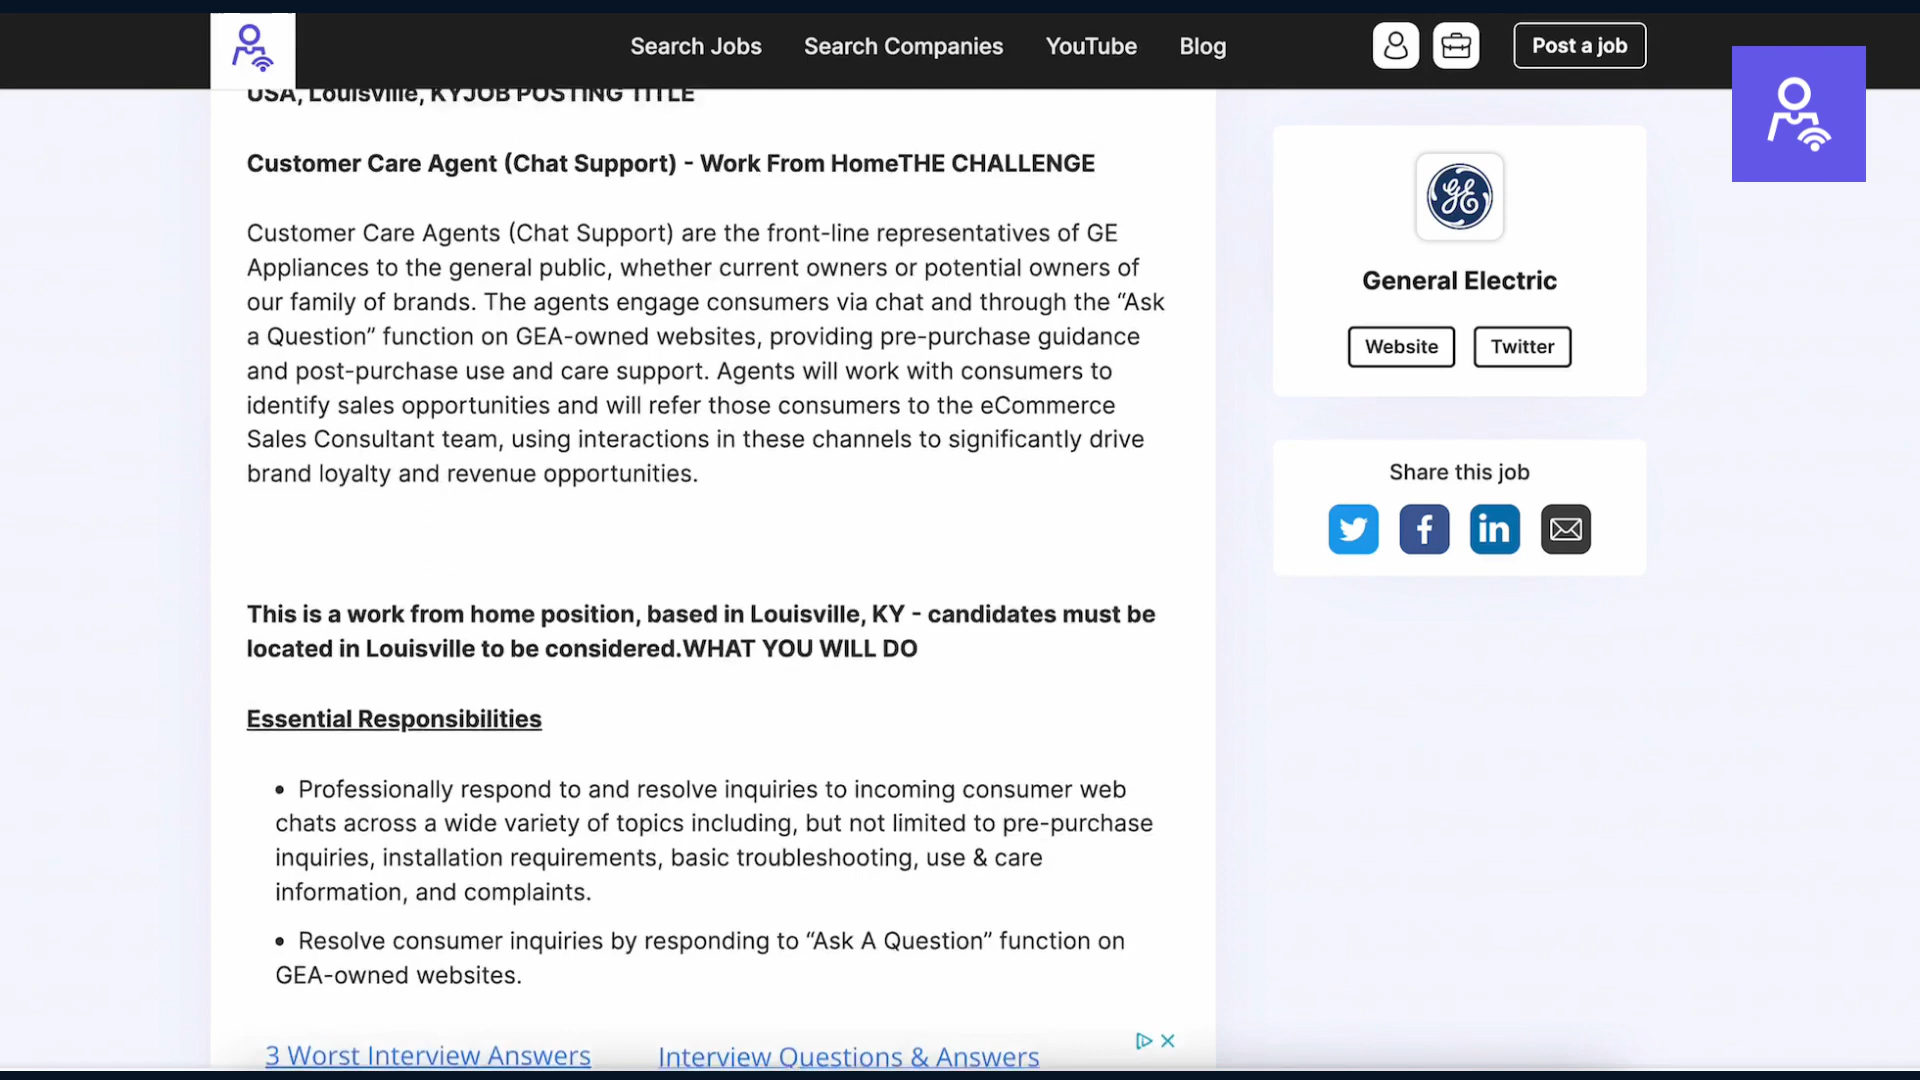 Search Jobs
Search Companies
YouTube
Blog
Post a job
USA, Louisville, KYJOB POSTING TITLE
Customer Care Agent (Chat Support) - Work From HomeTHE CHALLENGE
Customer Care Agents (Chat Support) are the front-line representatives of GE
Appliances to the general public, whether current owners or potential owners of
our family of brands. The agents engage consumers via chat and through the “Ask
a Question” function on GEA-owned websites, providing pre-purchase guidance
and post-purchase use and care support. Agents will work with consumers to
identify sales opportunities and will refer those consumers to the eCommerce
Sales Consultant team, using interactions in these channels to significantly drive
brand loyalty and revenue opportunities.
This is a work from home position, based in Louisville, KY - candidates must be
located in Louisville to be considered.WHAT YOU WILL DO
Essential Responsibilities
• Professionally respond to and resolve inquiries to incoming consumer web
chats across a wide variety of topics including, but not limited to pre-purchase
inquiries, installation requirements, basic troubleshooting, use & care
information, and complaints.
• Resolve consumer inquiries by responding to “Ask A Question” function on
GEA-owned websites.
3 Worst Interview Answers
Interview Questions & Answers
GE
General Electric
Website
Twitter
Share this job